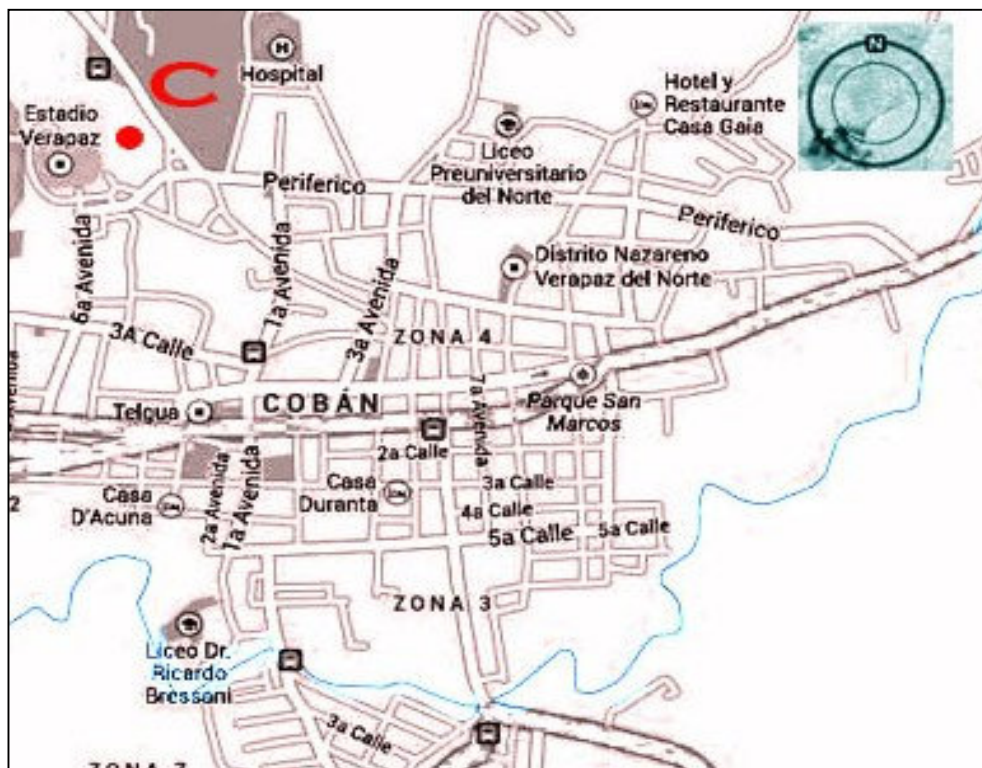 N
H
Hospital
C
Hotel y
Restaurante
Casa Gaia
Estadio
Verapaz
Liceo
Preuniversitario
del Norte
Periferico
Periferico
Distrito Nazareno
Verapaz del Norte
6a Avenida
1a Avenida
3a Avenida
3A Calle
ZONA 4
7a Avenida
Parque San
Marcos
COBÁN
Telgua
2a Calle
2a Avenida
1a Avenida
Casa
Duranta
3a Calle
Casa
D'Acuna
2
4a Calle
5a Calle
5a Calle
ZONA 3
Liceo Dr.
Ricardo
Bressani
3a Calle